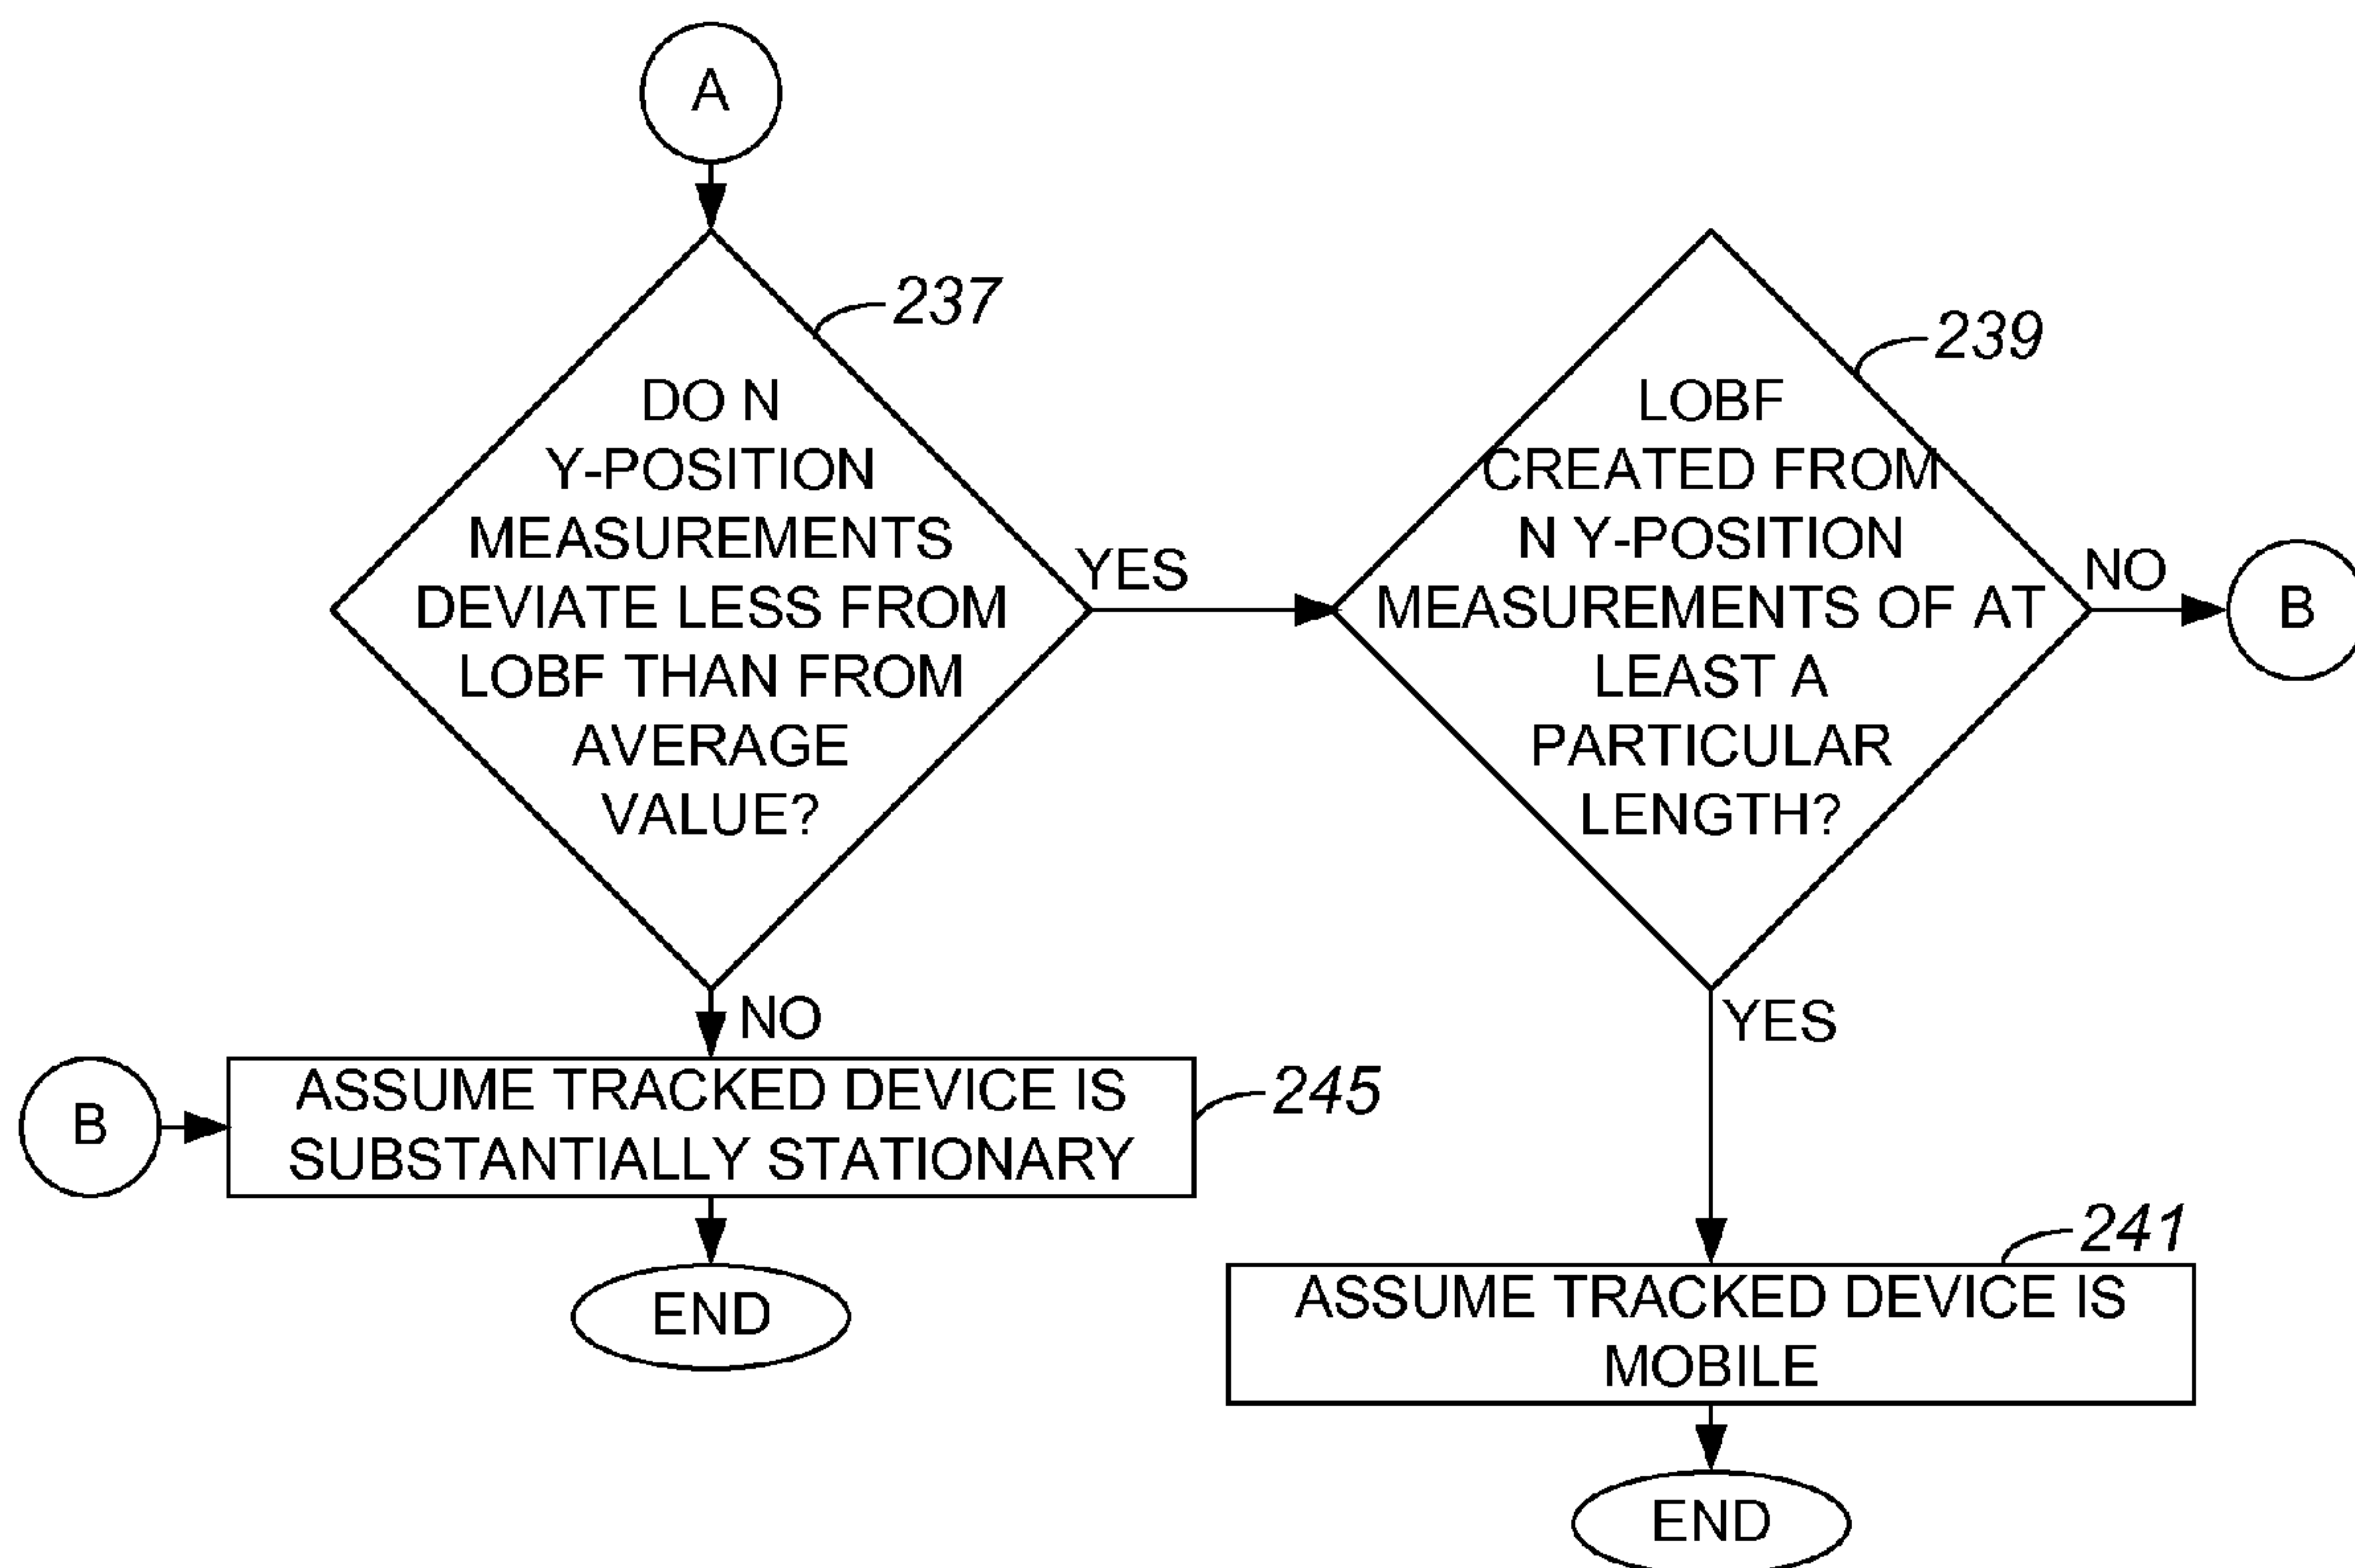 A
237
DO N
Y-POSITION
MEASUREMENTS
DEVIATE LESS FROM
LOBF THAN FROM
AVERAGE
VALUE?
YES
239
LOBF
CREATED FROM
N Y-POSITION
MEASUREMENTS OF AT
LEAST A
PARTICULAR
LENGTH?
NO
B
NO
YES
B
ASSUME TRACKED DEVICE IS
SUBSTANTIALLY STATIONARY
245
END
241
ASSUME TRACKED DEVICE IS
MOBILE
END